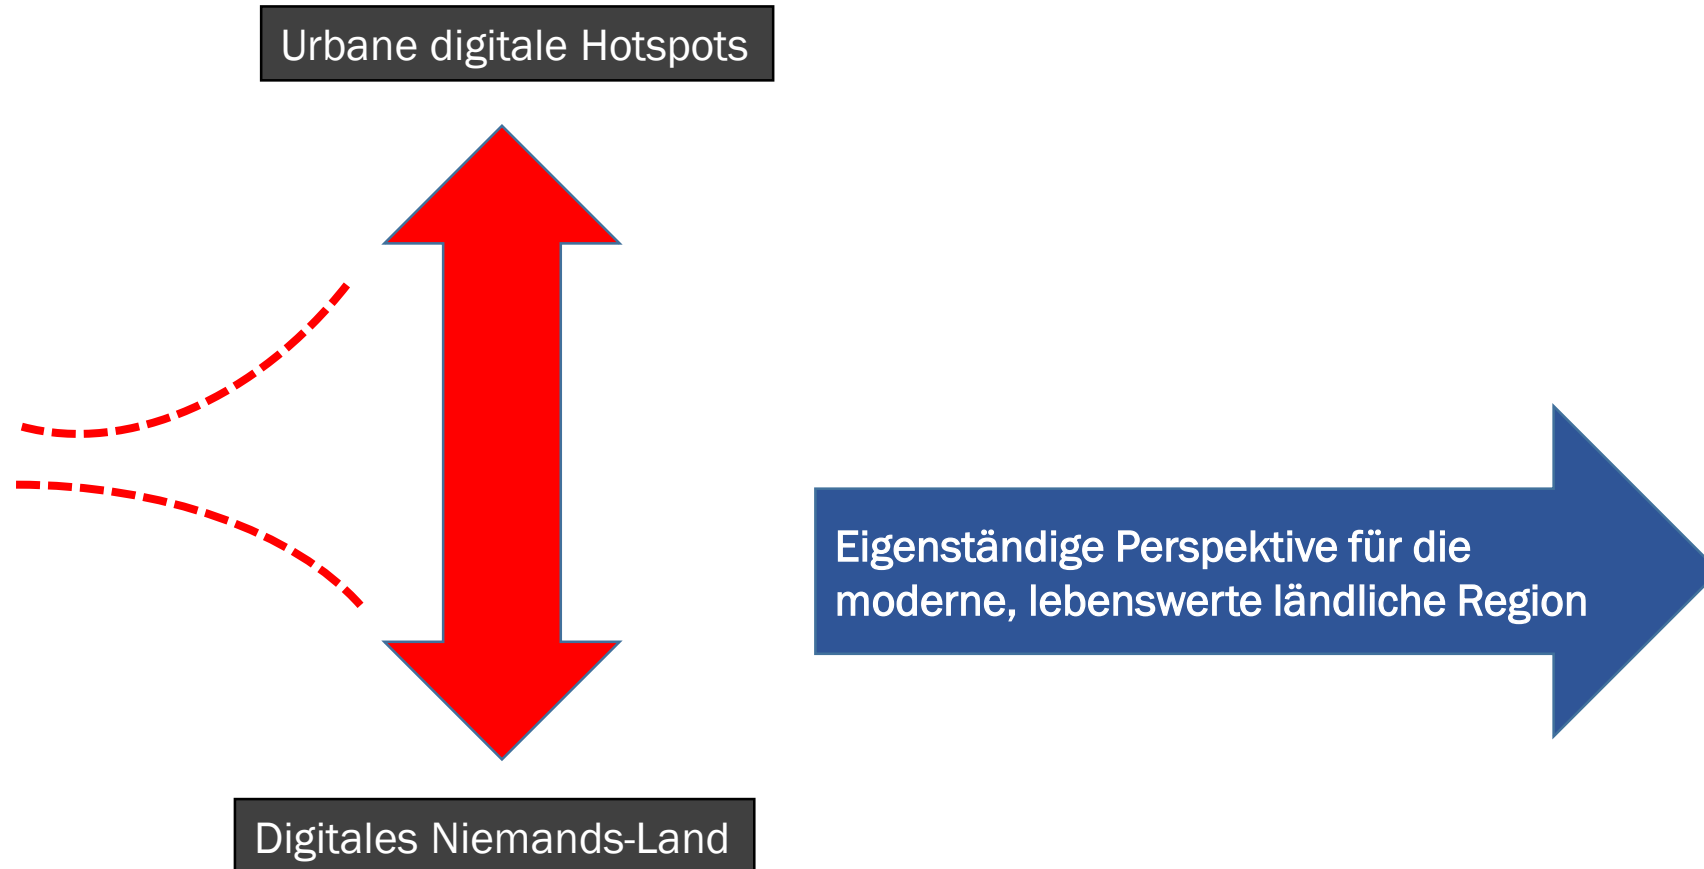 Urbane digitale Hotspots
Eigenständige Perspektive für die
moderne, lebenswerte ländliche Region
Digitales Niemands-Land